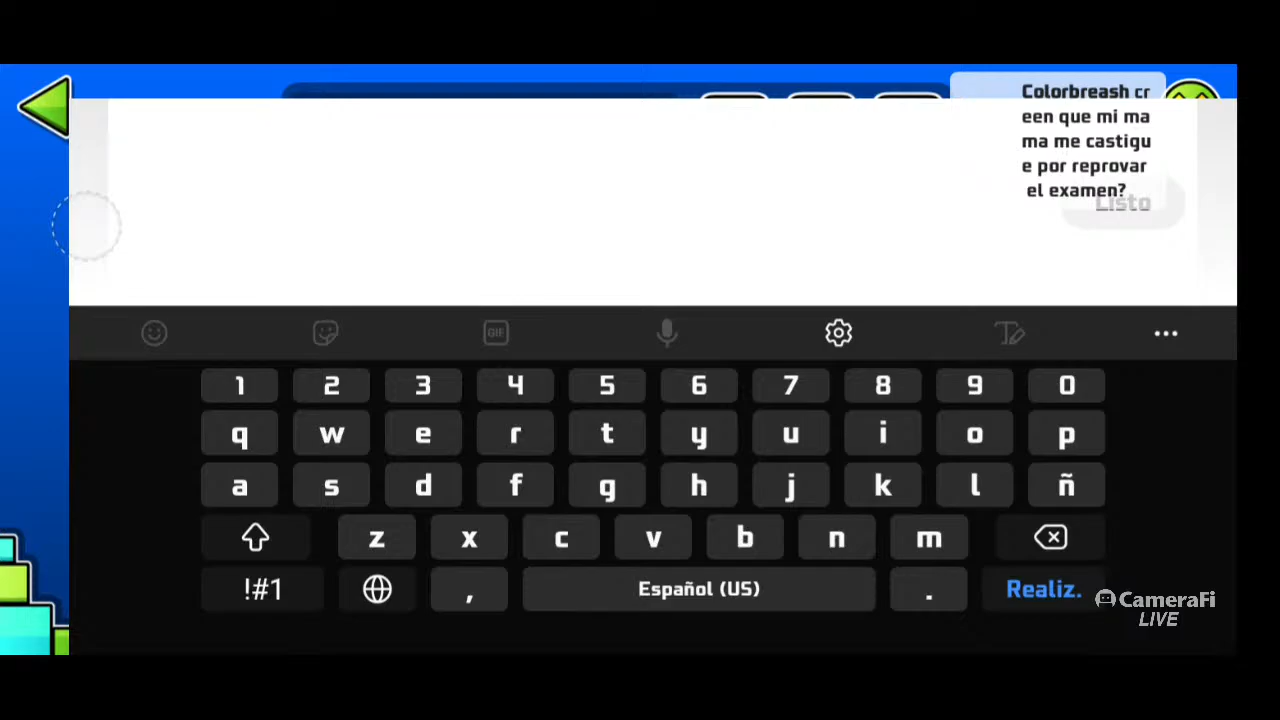 Colorbreash cr
een que mi ma
ma me castigu
e por reprovar
el examen?
Listo
GIF
1 2 3 4 5 6 7 8 9 0
q w e r t y u i o p
a s d f g h j k l ñ
z x c v b n m
!#1 , Español (US) . Realiz.
CameraFi
LIVE